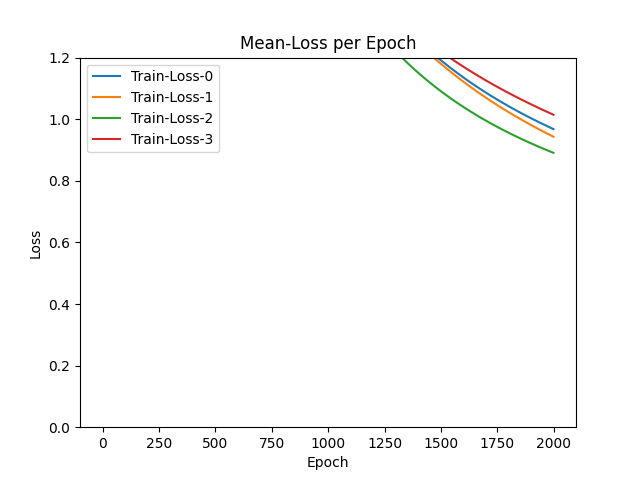 Mean-Loss per Epoch
Train-Loss-0
Train-Loss-1
Train-Loss-2
Train-Loss-3
1.2
1.0
0.8
0.6
0.4
0.2
0.0
Loss
0 250 500 750 1000 1250 1500 1750 2000
Epoch